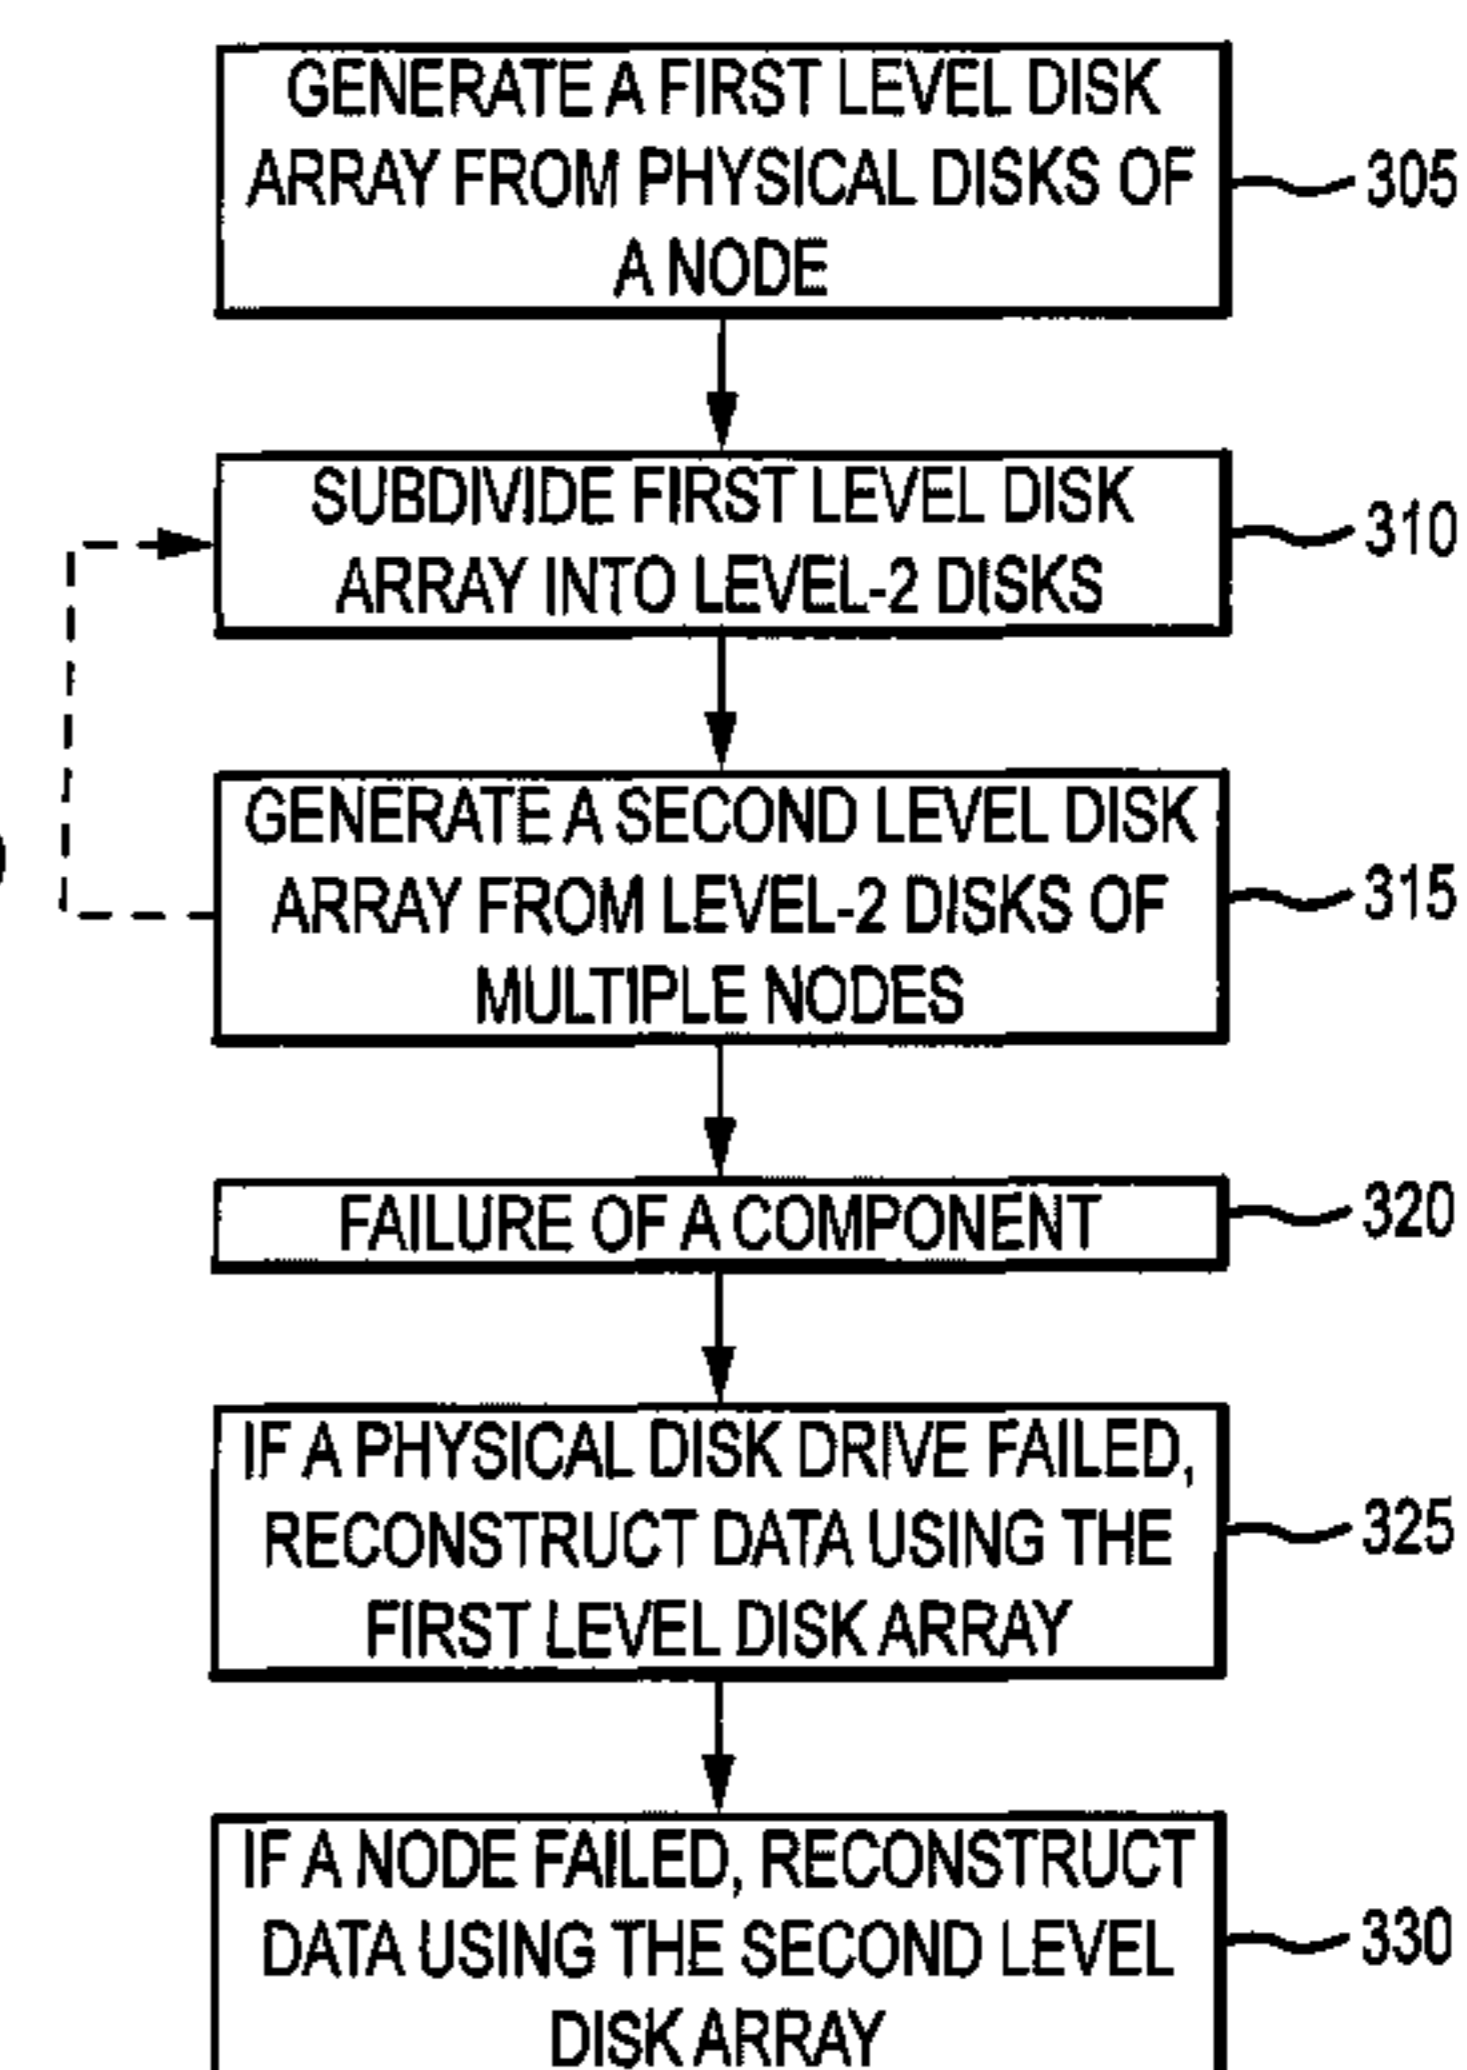 GENERATE A FIRST LEVEL DISK
ARRAY FROM PHYSICAL DISKS OF
A NODE
305
SUBDIVIDE FIRST LEVEL DISK
ARRAY INTO LEVEL-2 DISKS
310
GENERATE A SECOND LEVEL DISK
ARRAY FROM LEVEL-2 DISKS OF
MULTIPLE NODES
315
FAILURE OF A COMPONENT
320
IF A PHYSICAL DISK DRIVE FAILED,
RECONSTRUCT DATA USING THE
FIRST LEVEL DISK ARRAY
325
IF A NODE FAILED, RECONSTRUCT
DATA USING THE SECOND LEVEL
DISK ARRAY
330